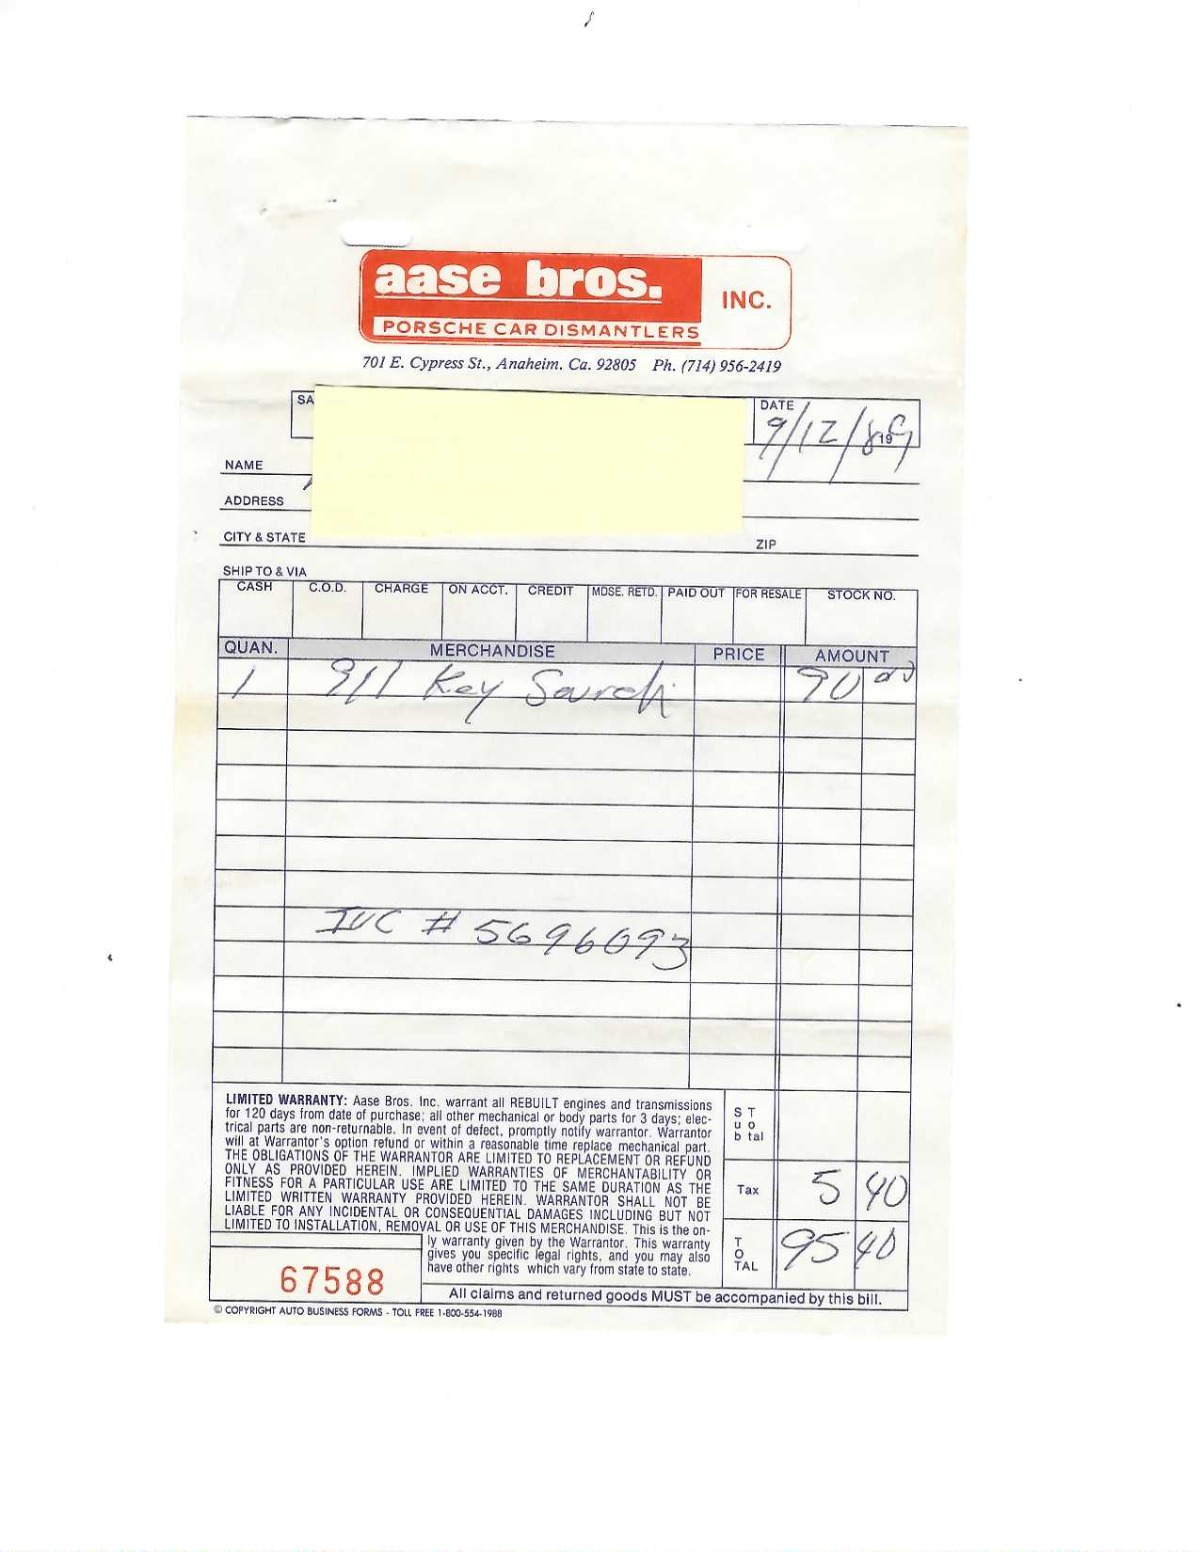 aase bros. INC.
PORSCHE CAR DISMANTLERS
701 E. Cypress St., Anaheim, Ca. 92805 Ph. (714) 956-2419
SA
DATE
9/12/89
19
NAME
ADDRESS
CITY & STATE ZIP
SHIP TO & VIA
CASH C.O.D. CHARGE ON ACCT. CREDIT MDSE. RETD. PAID OUT FOR RESALE STOCK NO.
QUAN. MERCHANDISE PRICE AMOUNT
1 911 Key 90
# 5696093
LIMITED WARRANTY: Aase Bros. Inc. warrant all REBUILT engines and transmissions
for 120 days from date of purchase; all other mechanical or body parts for 3 days; elec-
trical parts are non-returnable. In event of defect, promptly notify warrantor. Warrantor
will at Warrantor's option refund or within a reasonable time replace mechanical part.
THE OBLIGATIONS OF THE WARRANTOR ARE LIMITED TO REPLACEMENT OR REFUND
ONLY AS PROVIDED HEREIN. IMPLIED WARRANTIES OF MERCHANTABILITY OR
FITNESS FOR A PARTICULAR USE ARE LIMITED TO THE SAME DURATION AS THE
LIMITED WRITTEN WARRANTY PROVIDED HEREIN. WARRANTOR SHALL NOT BE
LIABLE FOR ANY INCIDENTAL OR CONSEQUENTIAL DAMAGES INCLUDING BUT NOT
LIMITED TO INSTALLATION, REMOVAL OR USE OF THIS MERCHANDISE. This is the on-
ly warranty given by the Warrantor. This warranty
gives you specific legal rights, and you may also
have other rights which vary from state to state.
Sub Total
Tax 5 40
TOTAL 95 40
67588
All claims and returned goods MUST be accompanied by this bill.
© COPYRIGHT AUTO BUSINESS FORMS - TOLL FREE 1-800-554-1988